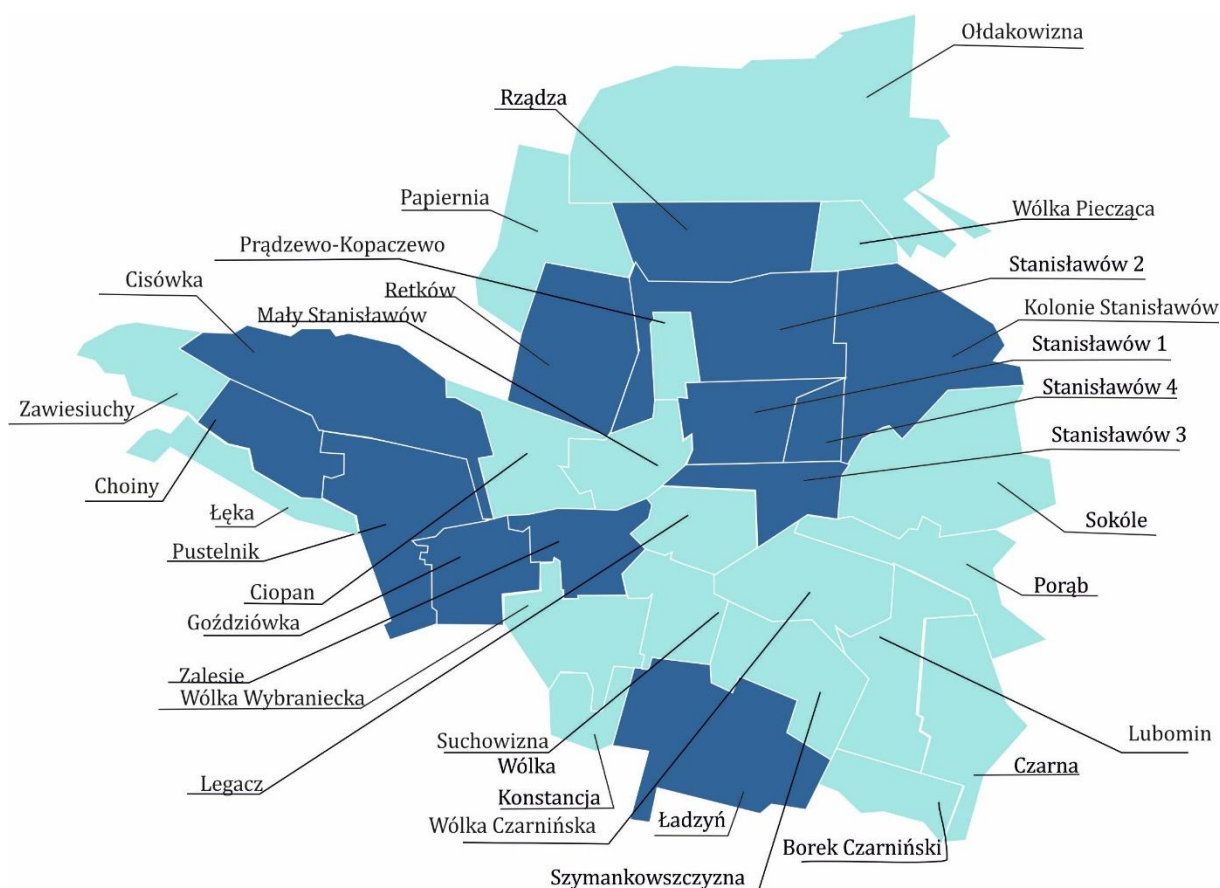 Ołdakowizna
Rządza
Papiernia
Wólka Piecząca
Prądzewo-Kopaczewo
Stanisławów 2
Cisówka
Retków
Kolonie Stanisławów
Mały Stanisławów
Stanisławów 1
Stanisławów 4
Zawiesiuchy
Stanisławów 3
Choiny
Łęka
Sokóle
Pustelnik
Ciopan
Porąb
Goździówka
Zalesie
Wólka Wybraniecka
Suchowizna
Lubomin
Wólka
Czarna
Legacz
Konstancja
Wólka Czarnińska
Ładzyń
Borek Czarniński
Szymankowszczyzna